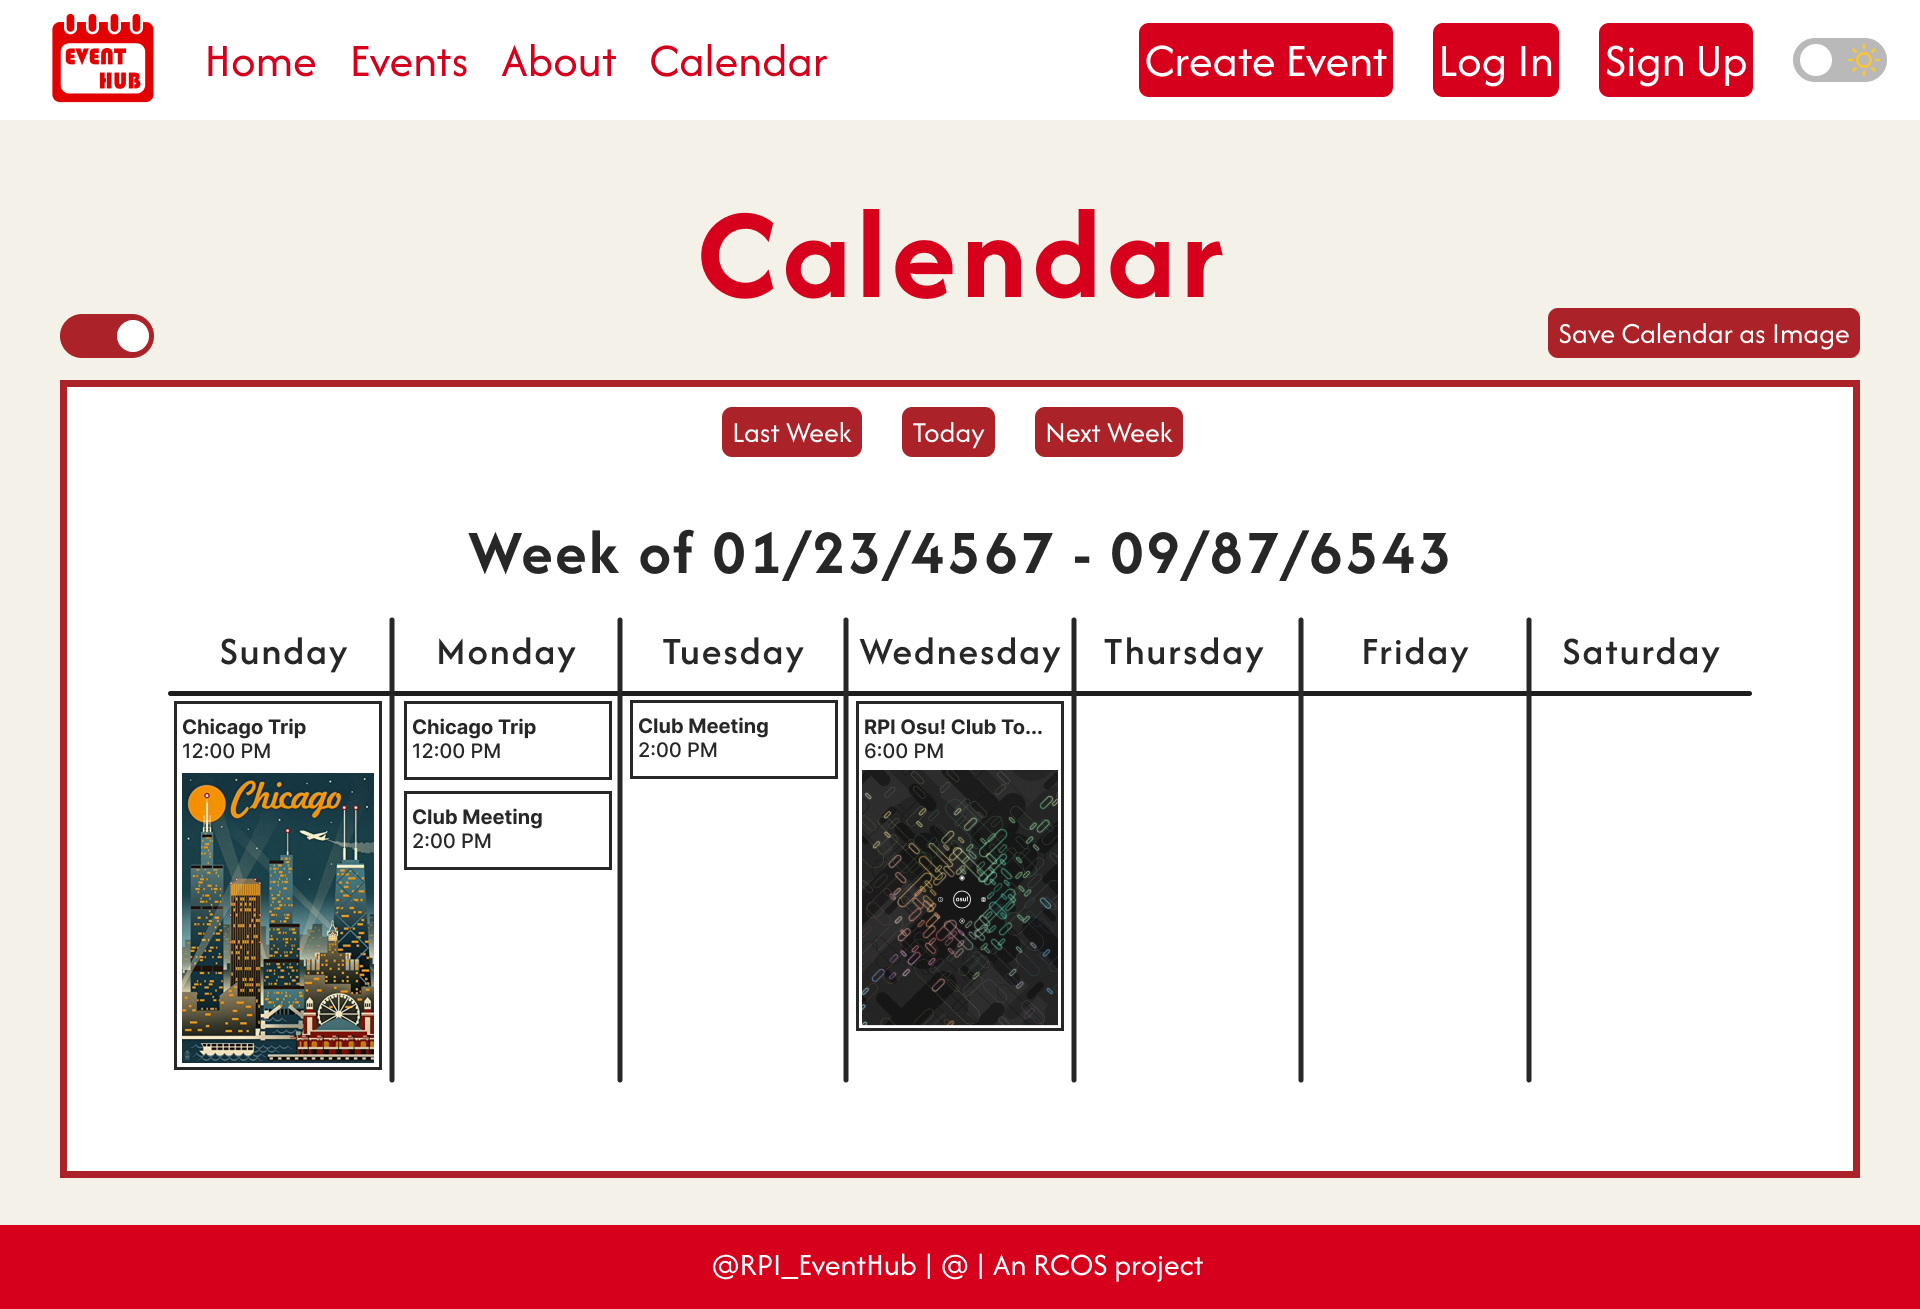 EVENT
HUB
Home Events About Calendar
Create Event Log In Sign Up
Calendar
Save Calendar as Image
Last Week Today Next Week
Week of 01/23/4567 - 09/87/6543
Sunday Monday Tuesday Wednesday Thursday Friday Saturday
Chicago Trip
12:00 PM
Chicago
Chicago Trip
12:00 PM
Club Meeting
2:00 PM
Club Meeting
2:00 PM
RPI Osu! Club To...
6:00 PM
osu!
@RPI_EventHub | @ | An RCOS project